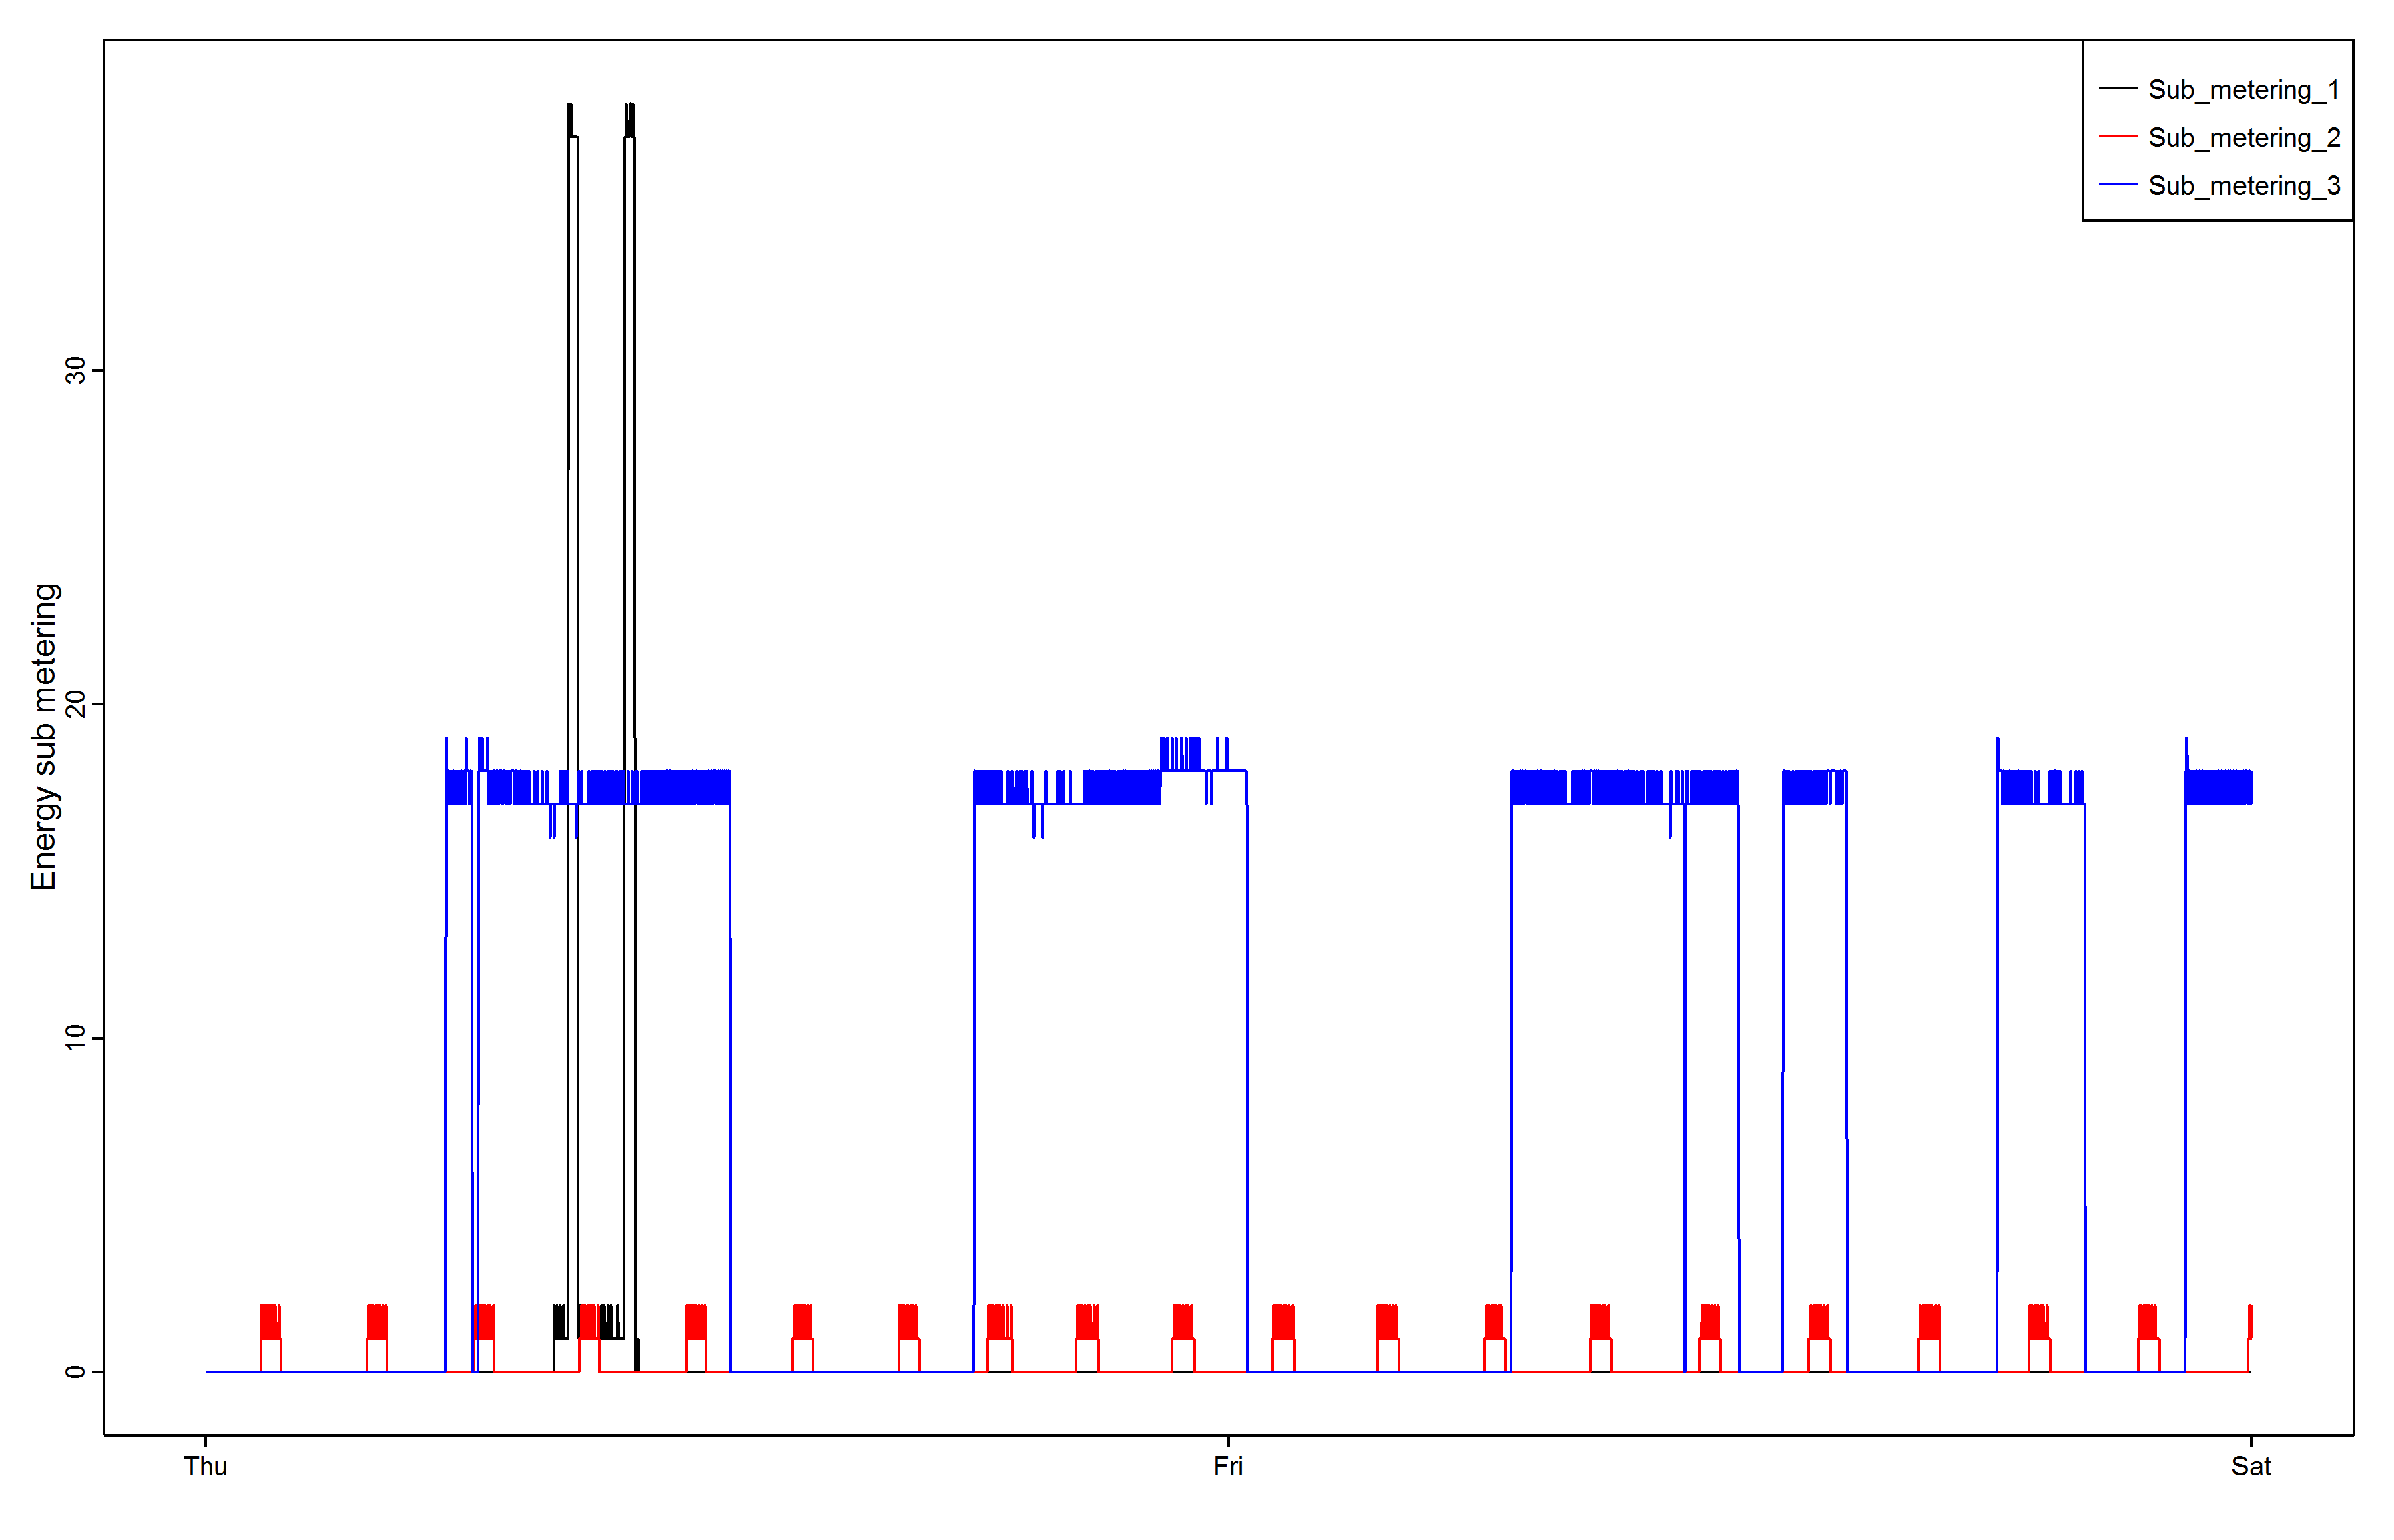 Sub_metering_1
Sub_metering_2
Sub_metering_3
Energy sub metering
30
20
10
0
Thu Fri Sat